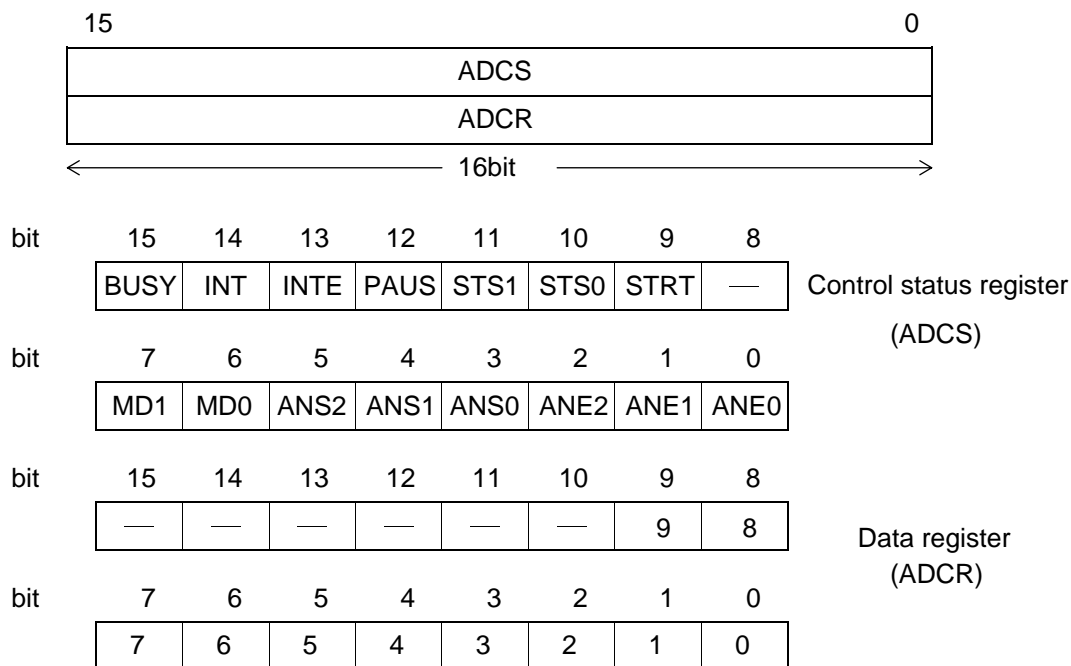 15 0
ADCS
ADCR
16bit
bit 15 14 13 12 11 10 9 8
BUSY INT INTE PAUS STS1 STS0 STRT — Control status register
(ADCS)
bit 7 6 5 4 3 2 1 0
MD1 MD0 ANS2 ANS1 ANS0 ANE2 ANE1 ANE0
bit 15 14 13 12 11 10 9 8
— — — — — — 9 8
Data register
(ADCR)
bit 7 6 5 4 3 2 1 0
7 6 5 4 3 2 1 0